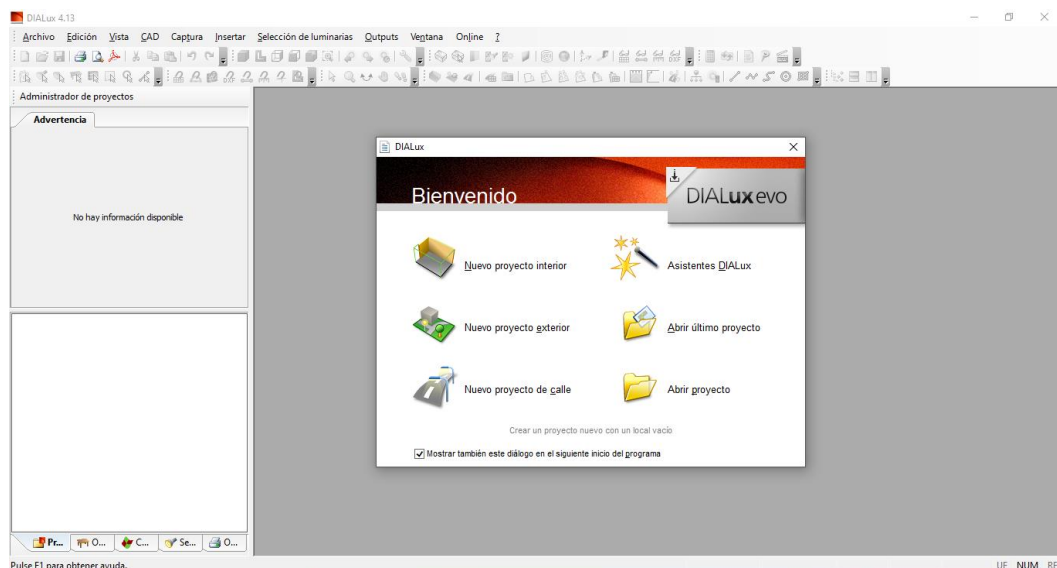 DIALux 4.13
Archivo Edición Vista CAD Captura Insertar Selección de luminarias Outputs Ventana Online ?
Administrador de proyectos
Advertencia
No hay información disponible
DIALux
Bienvenido
DIALux evo
Nuevo proyecto interior
Asistentes DIALux
Nuevo proyecto exterior
Abrir último proyecto
Nuevo proyecto de calle
Abrir proyecto
Crear un proyecto nuevo con un local vacío
Mostrar también este diálogo en el siguiente inicio del programa
Pr... O... C... Se... O...
Pulse F1 para obtener ayuda.
NUM